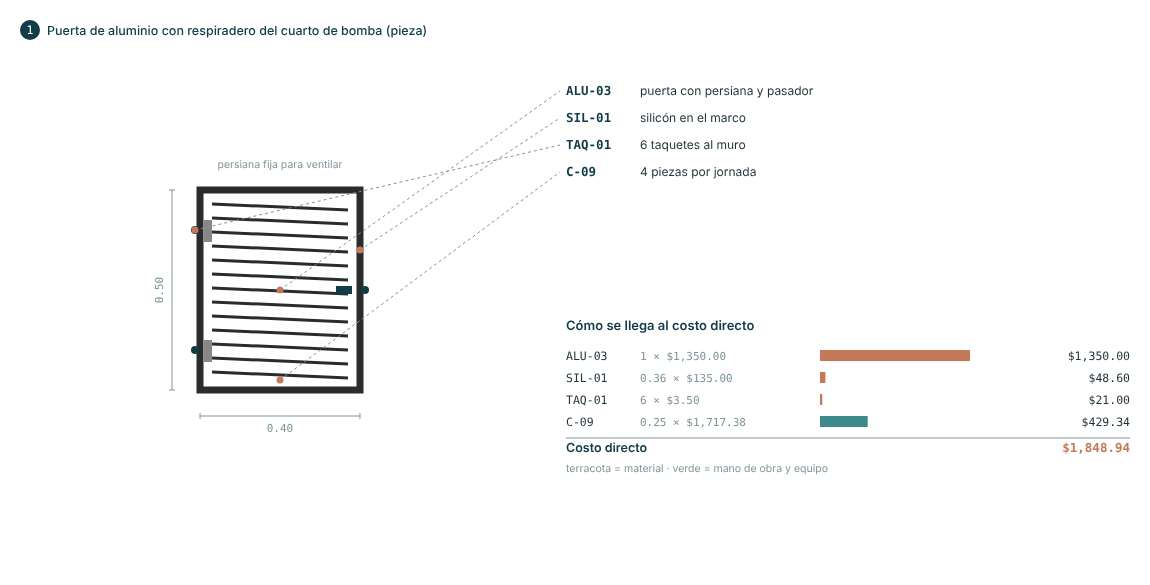 1 Puerta de aluminio con respiradero del cuarto de bomba (pieza)
ALU-03 puerta con persiana y pasador
SIL-01 silicón en el marco
TAQ-01 6 taquetes al muro
C-09 4 piezas por jornada
persiana fija para ventilar
0.50
0.40
Cómo se llega al costo directo
ALU-03 1 × $1,350.00 $1,350.00
SIL-01 0.36 × $135.00 $48.60
TAQ-01 6 × $3.50 $21.00
C-09 0.25 × $1,717.38 $429.34
Costo directo $1,848.94
terracota = material · verde = mano de obra y equipo